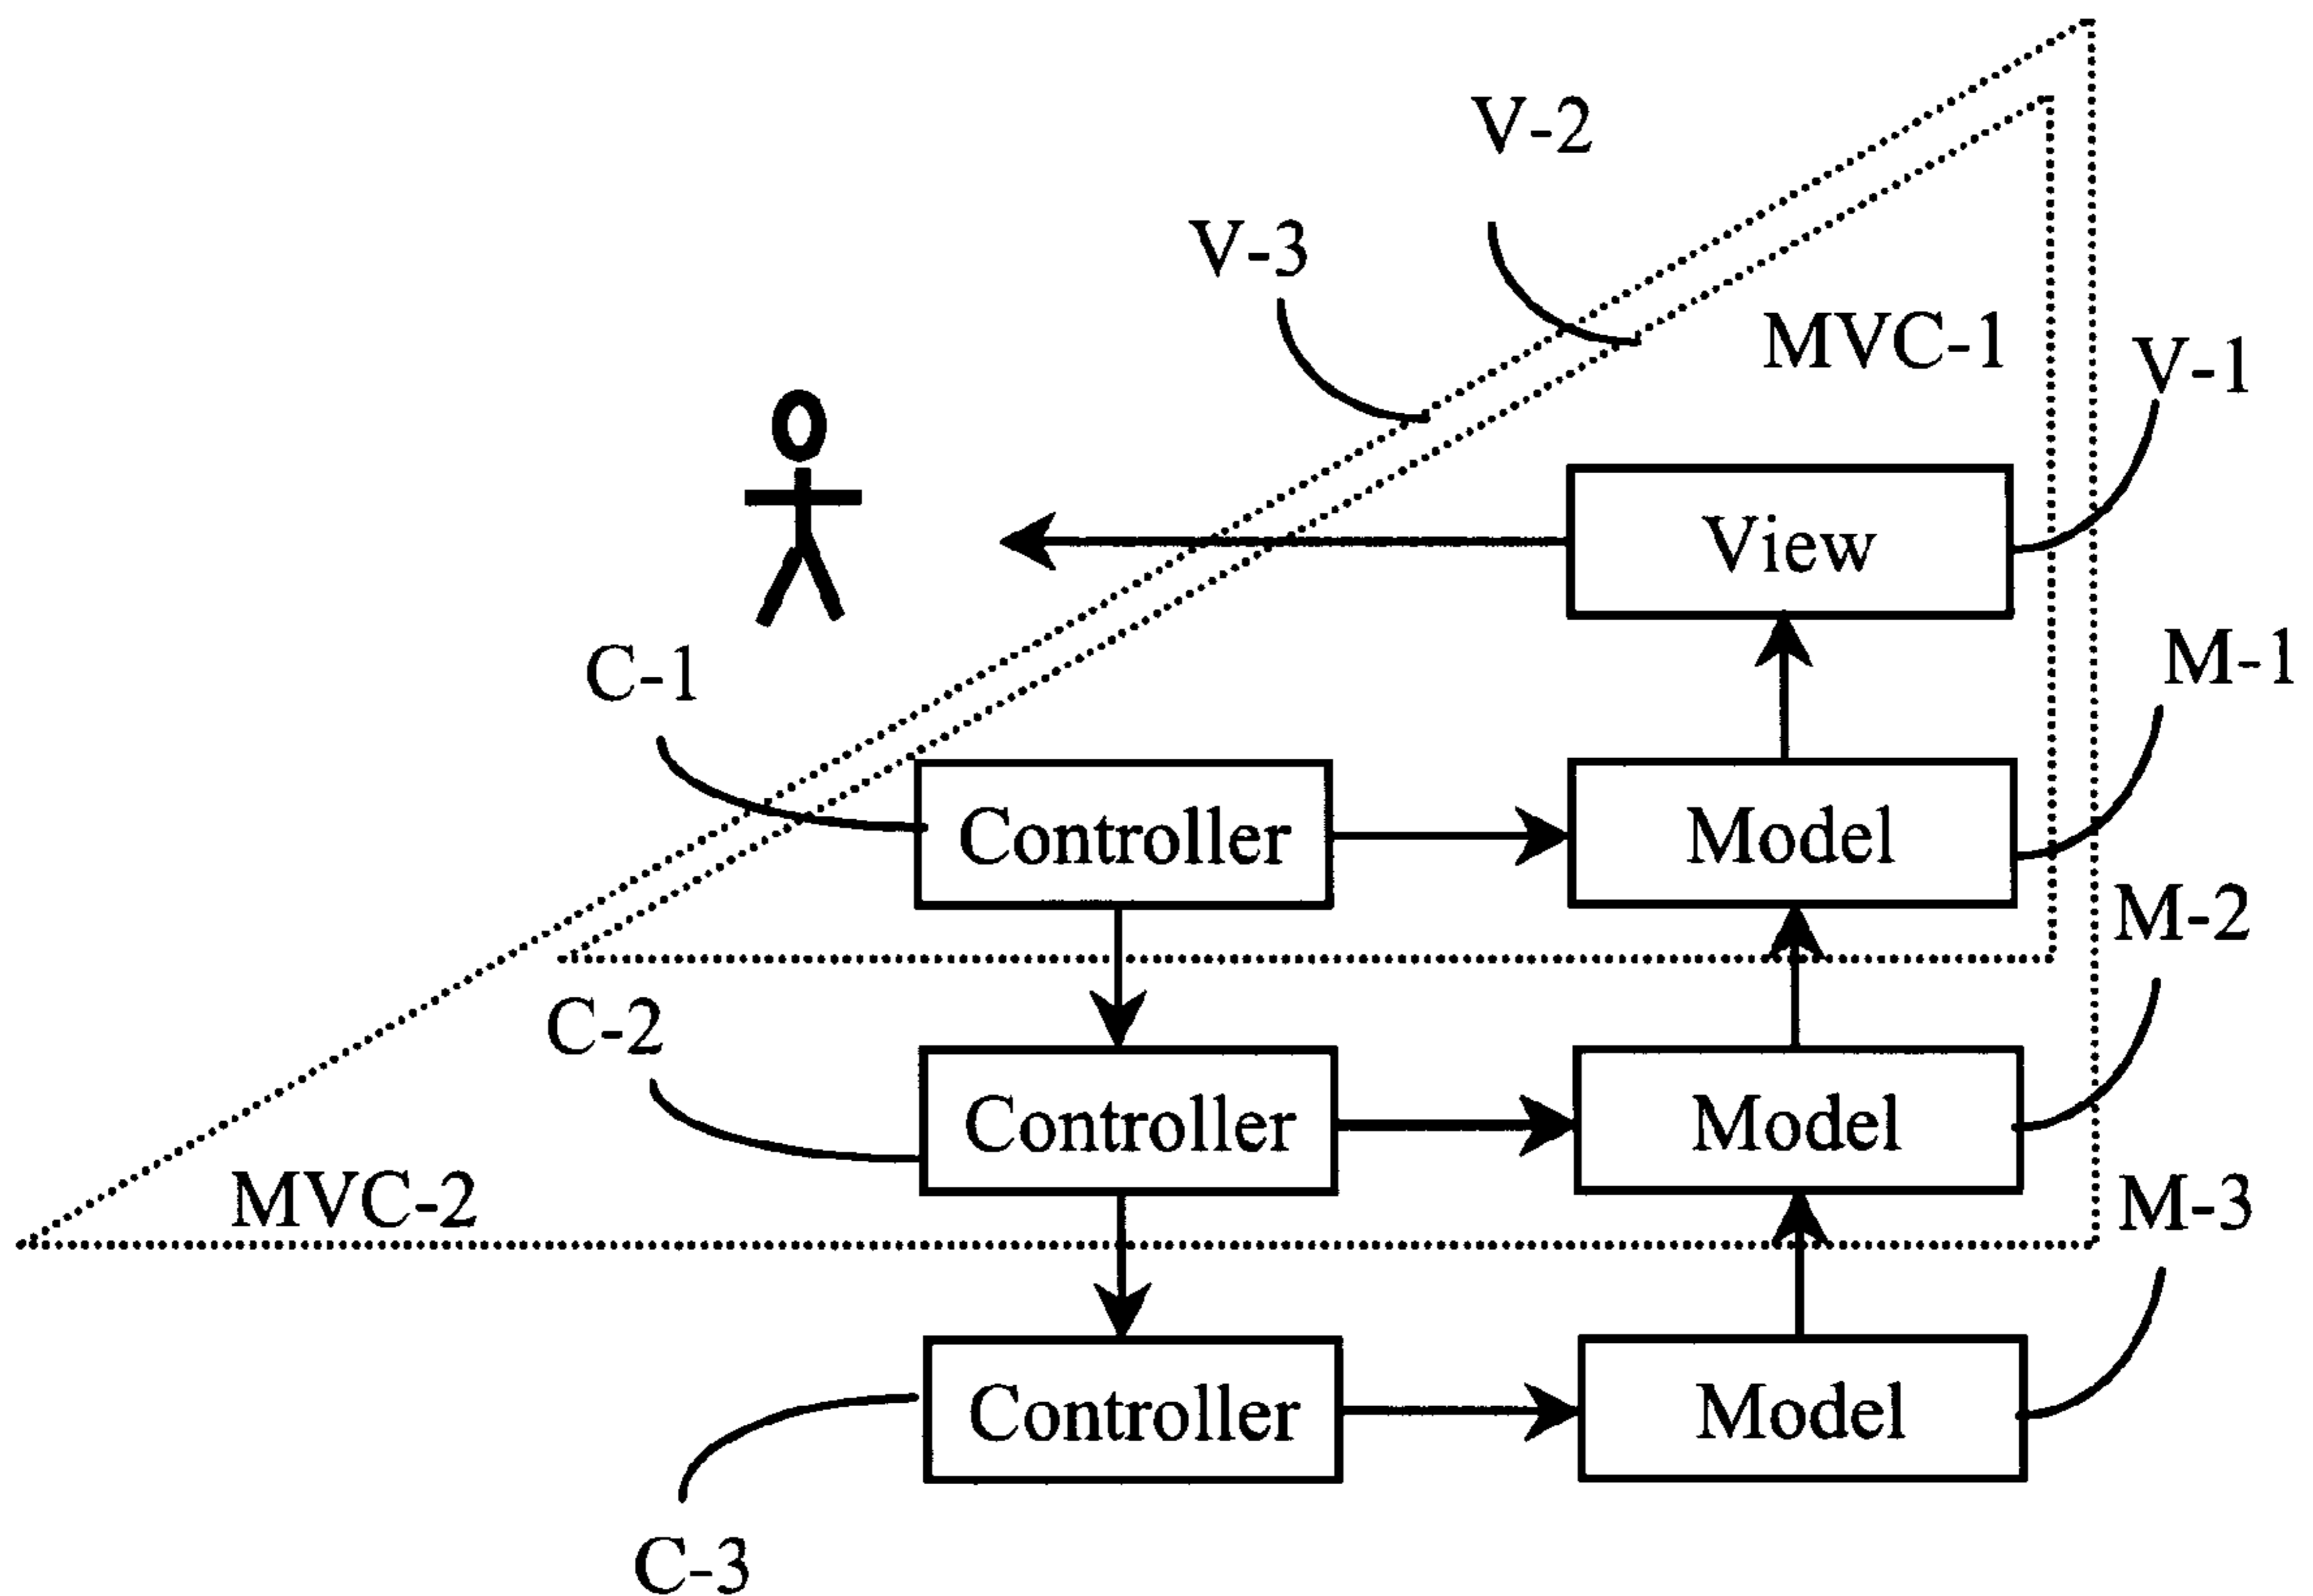 V-2
V-3
MVC-1
V-1
View
C-1
M-1
Controller
Model
M-2
C-2
Controller
Model
MVC-2
M-3
Controller
Model
C-3